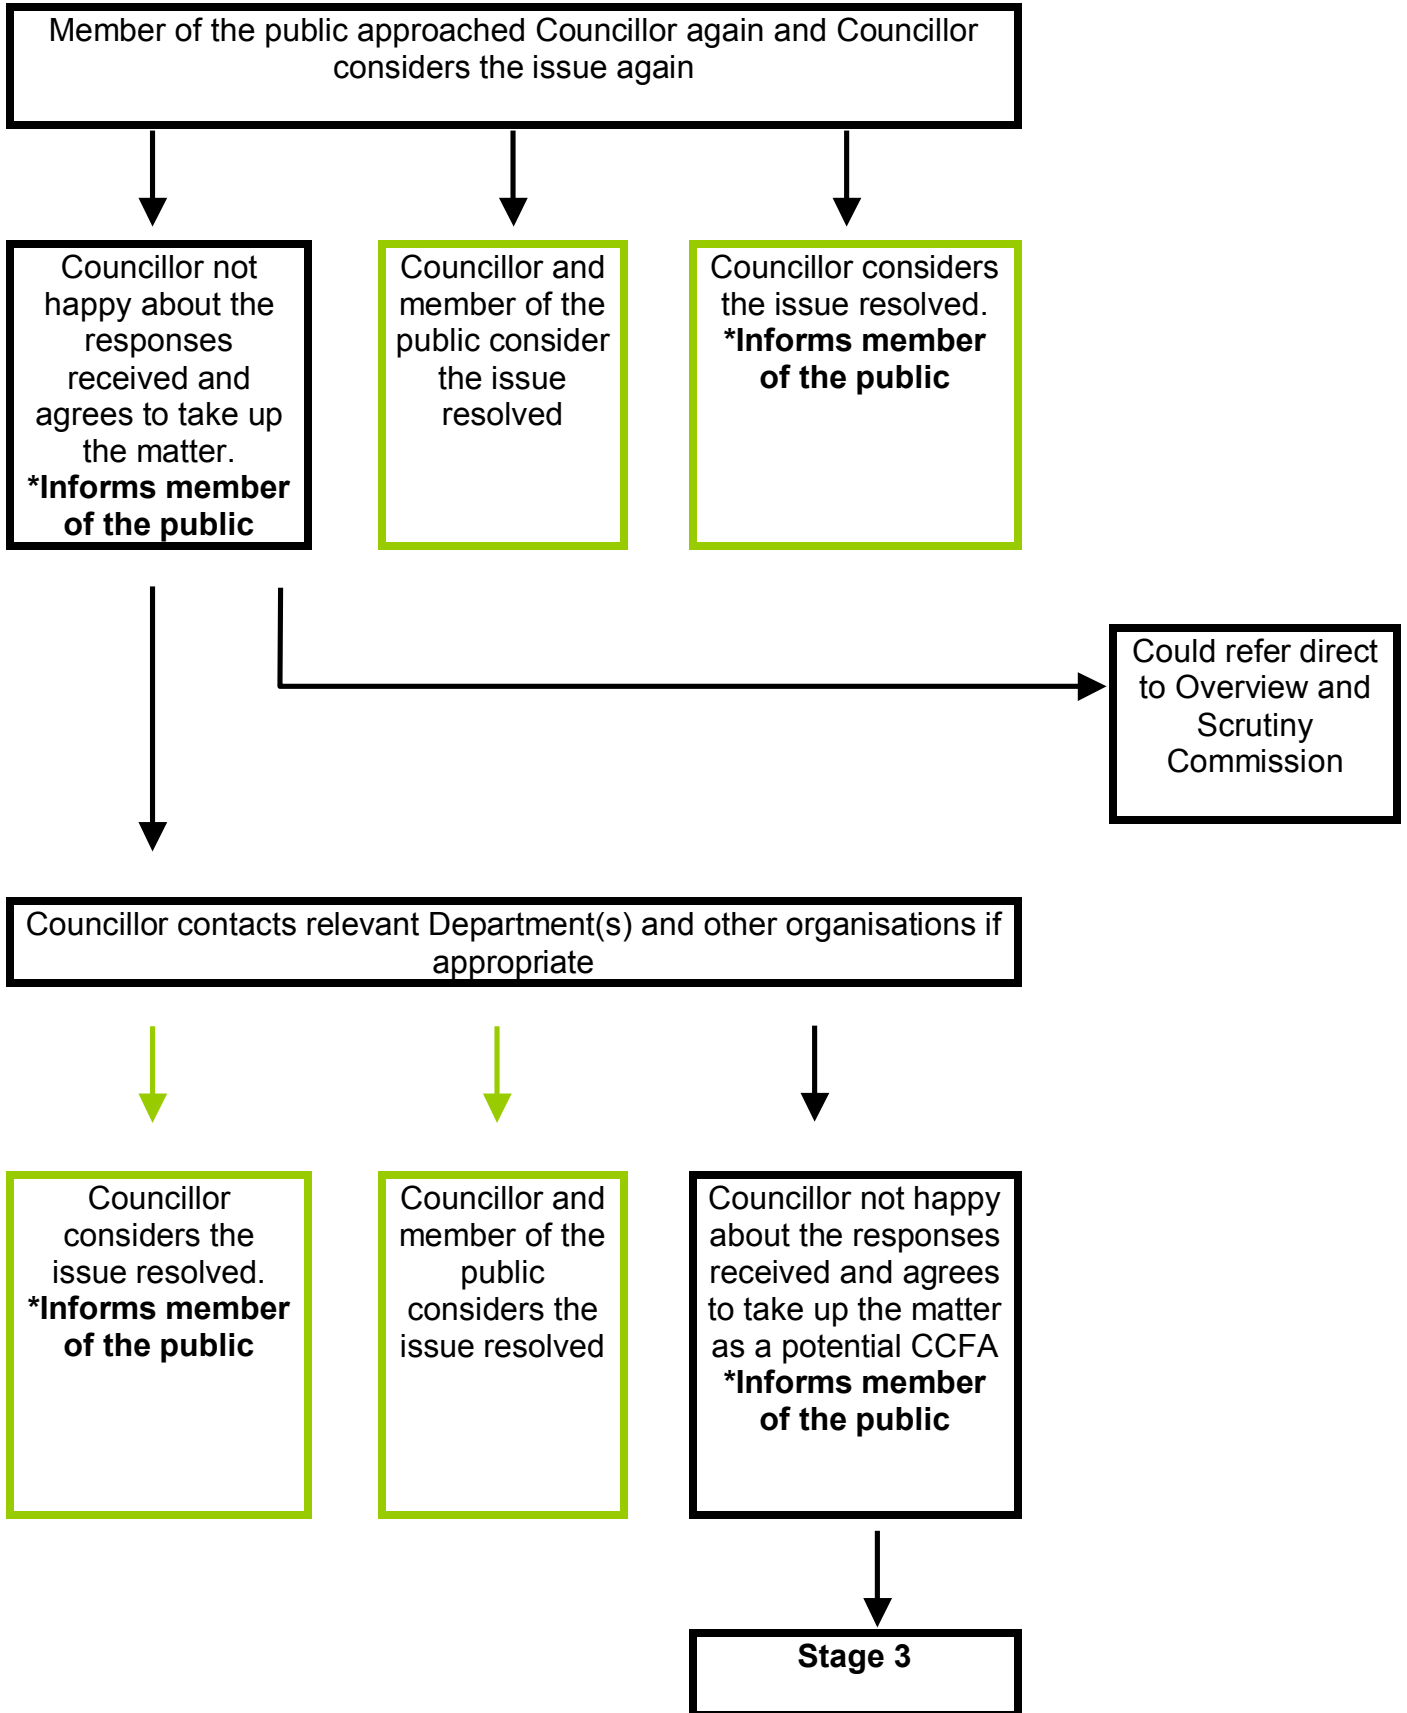 Member of the public approached Councillor again and Councillor
considers the issue again
Councillor not
happy about the
responses
received and
agrees to take up
the matter.
*Informs member
of the public
Councillor and
member of the
public consider
the issue
resolved
Councillor considers
the issue resolved.
*Informs member
of the public
Could refer direct
to Overview and
Scrutiny
Commission
Councillor contacts relevant Department(s) and other organisations if
appropriate
Councillor
considers the
issue resolved.
*Informs member
of the public
Councillor and
member of the
public
considers the
issue resolved
Councillor not happy
about the responses
received and agrees
to take up the matter
as a potential CCFA
*Informs member
of the public
Stage 3